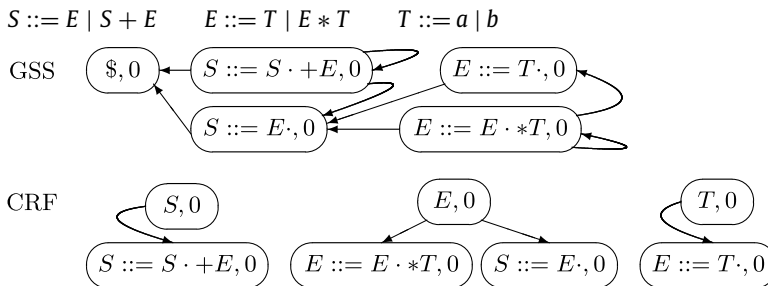 S ::= E | S + E E ::= T | E ∗ T T ::= a | b
GSS $, 0 S ::= S · +E, 0 E ::= T·, 0
S ::= E·, 0 E ::= E · ∗T, 0
CRF S, 0 E, 0 T, 0
S ::= S · +E, 0 E ::= E · ∗T, 0 S ::= E·, 0 E ::= T·, 0